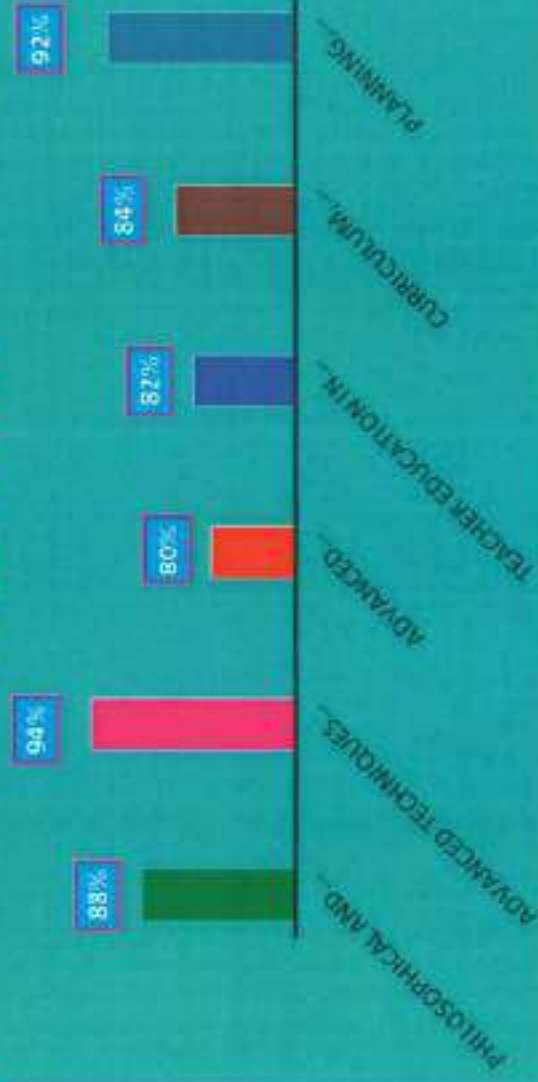 88%
94%
80%
82%
84%
92%
PHILOSOPHICAL AND...
ADVANCED TECHNIQUES...
ADVANCED...
TEACHER EDUCATION IN...
CURRICULUM,...
PLANNING...